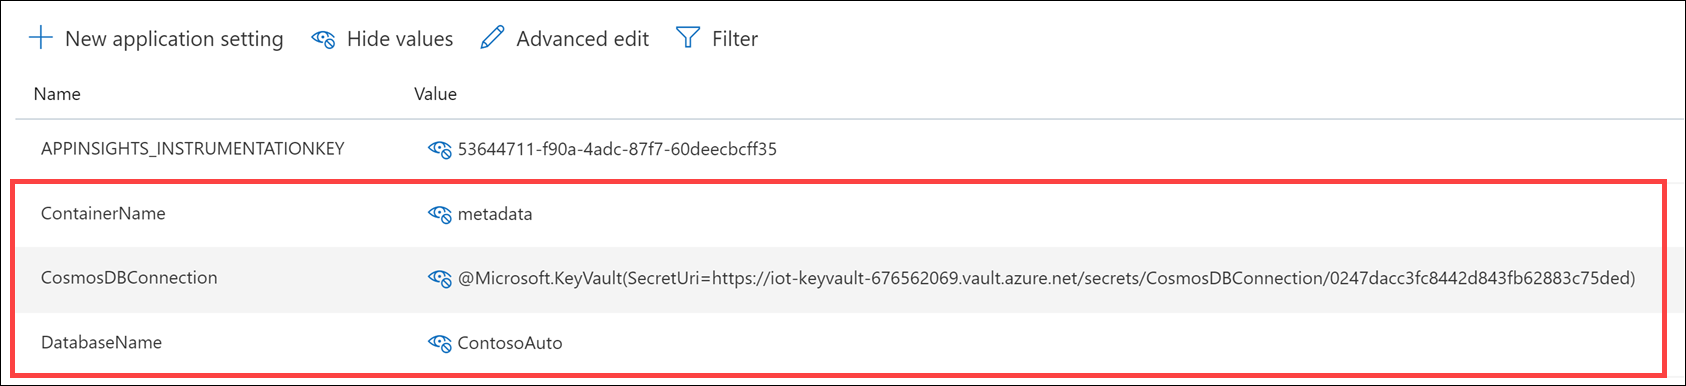 New application setting Hide values Advanced edit Filter
Name Value
APPINSIGHTS_INSTRUMENTATIONKEY 53644711-f90a-4adc-87f7-60deecbcff35
ContainerName metadata
CosmosDBConnection @Microsoft.KeyVault(SecretUri=https://iot-keyvault-676562069.vault.azure.net/secrets/CosmosDBConnection/0247dacc3fc8442d843fb62883c75ded)
DatabaseName ContosoAuto